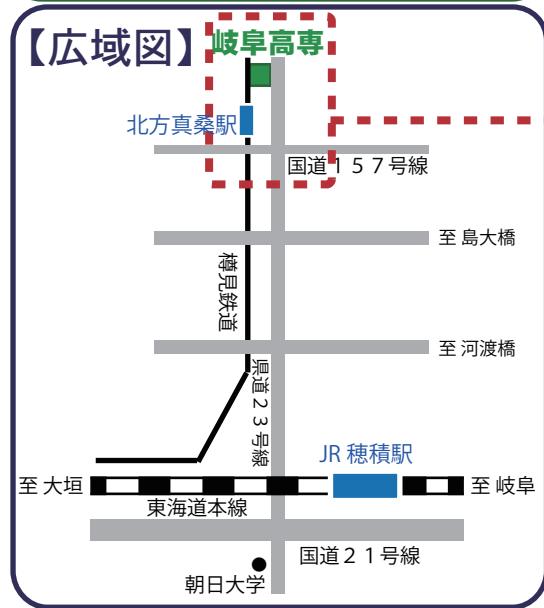 【広域図】
岐阜高専
北方真桑駅
国道１５７号線
至 島大橋
樽見鉄道
至 河渡橋
県道２３号線
JR 穂積駅
至 大垣
至 岐阜
東海道本線
国道２１号線
朝日大学